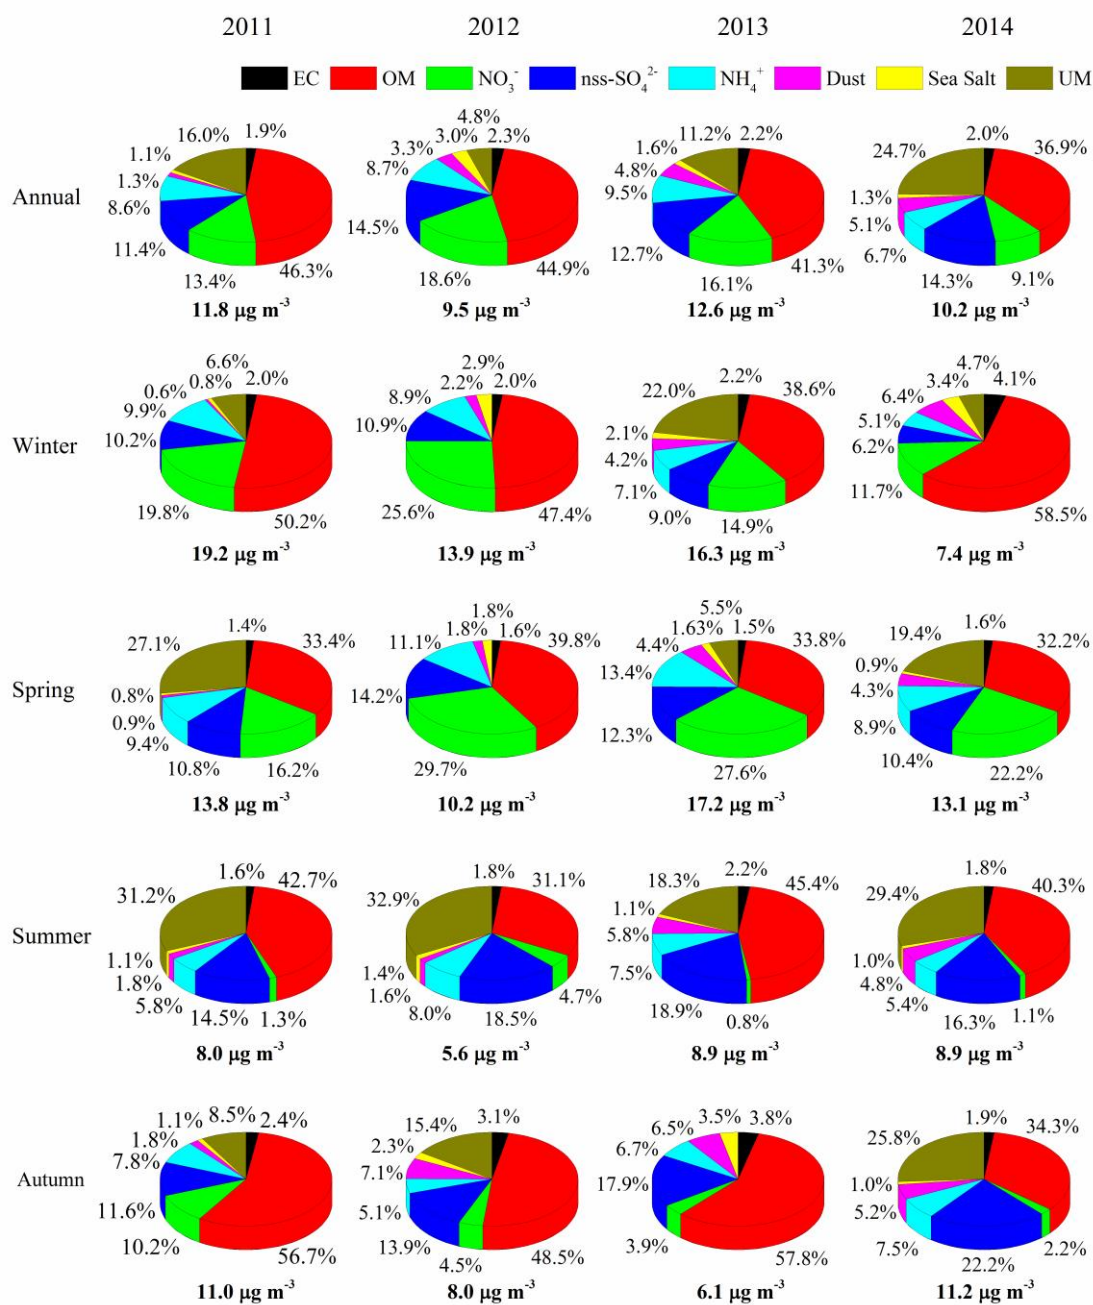 2011 2012 2013 2014
EC OM NO₃⁻ nss-SO₄²⁻ NH₄⁺ Dust Sea Salt UM
Annual
16.0% 1.9% 1.1% 1.3% 8.6% 11.4% 13.4% 46.3%
11.8 µg m⁻³
4.8% 3.3% 3.0% 2.3% 8.7% 14.5% 18.6% 44.9%
9.5 µg m⁻³
11.2% 2.2% 1.6% 4.8% 9.5% 12.7% 16.1% 41.3%
12.6 µg m⁻³
2.0% 24.7% 36.9% 1.3% 5.1% 6.7% 14.3% 9.1%
10.2 µg m⁻³
Winter
6.6% 0.6% 0.8% 2.0% 9.9% 10.2% 19.8% 50.2%
19.2 µg m⁻³
2.9% 8.9% 2.2% 2.0% 10.9% 25.6% 47.4%
13.9 µg m⁻³
2.2% 22.0% 38.6% 2.1% 4.2% 7.1% 9.0% 14.9%
16.3 µg m⁻³
4.7% 6.4% 3.4% 4.1% 5.1% 6.2% 11.7% 58.5%
7.4 µg m⁻³
Spring
1.4% 27.1% 33.4% 0.8% 0.9% 9.4% 10.8% 16.2%
13.8 µg m⁻³
1.8% 11.1% 1.8% 1.6% 39.8% 14.2% 29.7%
10.2 µg m⁻³
5.5% 4.4% 1.63% 1.5% 33.8% 13.4% 12.3% 27.6%
17.2 µg m⁻³
1.6% 19.4% 32.2% 0.9% 4.3% 8.9% 10.4% 22.2%
13.1 µg m⁻³
Summer
1.6% 31.2% 42.7% 1.1% 1.8% 5.8% 14.5% 1.3%
8.0 µg m⁻³
1.8% 32.9% 31.1% 1.4% 1.6% 8.0% 18.5% 4.7%
5.6 µg m⁻³
2.2% 18.3% 45.4% 1.1% 5.8% 7.5% 18.9% 0.8%
8.9 µg m⁻³
1.8% 29.4% 40.3% 1.0% 4.8% 5.4% 16.3% 1.1%
8.9 µg m⁻³
Autumn
1.1% 8.5% 2.4% 1.8% 7.8% 11.6% 10.2% 56.7%
11.0 µg m⁻³
3.1% 15.4% 2.3% 7.1% 5.1% 13.9% 4.5% 48.5%
8.0 µg m⁻³
6.5% 3.5% 3.8% 6.7% 17.9% 3.9% 57.8%
6.1 µg m⁻³
1.9% 25.8% 34.3% 1.0% 5.2% 7.5% 22.2% 2.2%
11.2 µg m⁻³